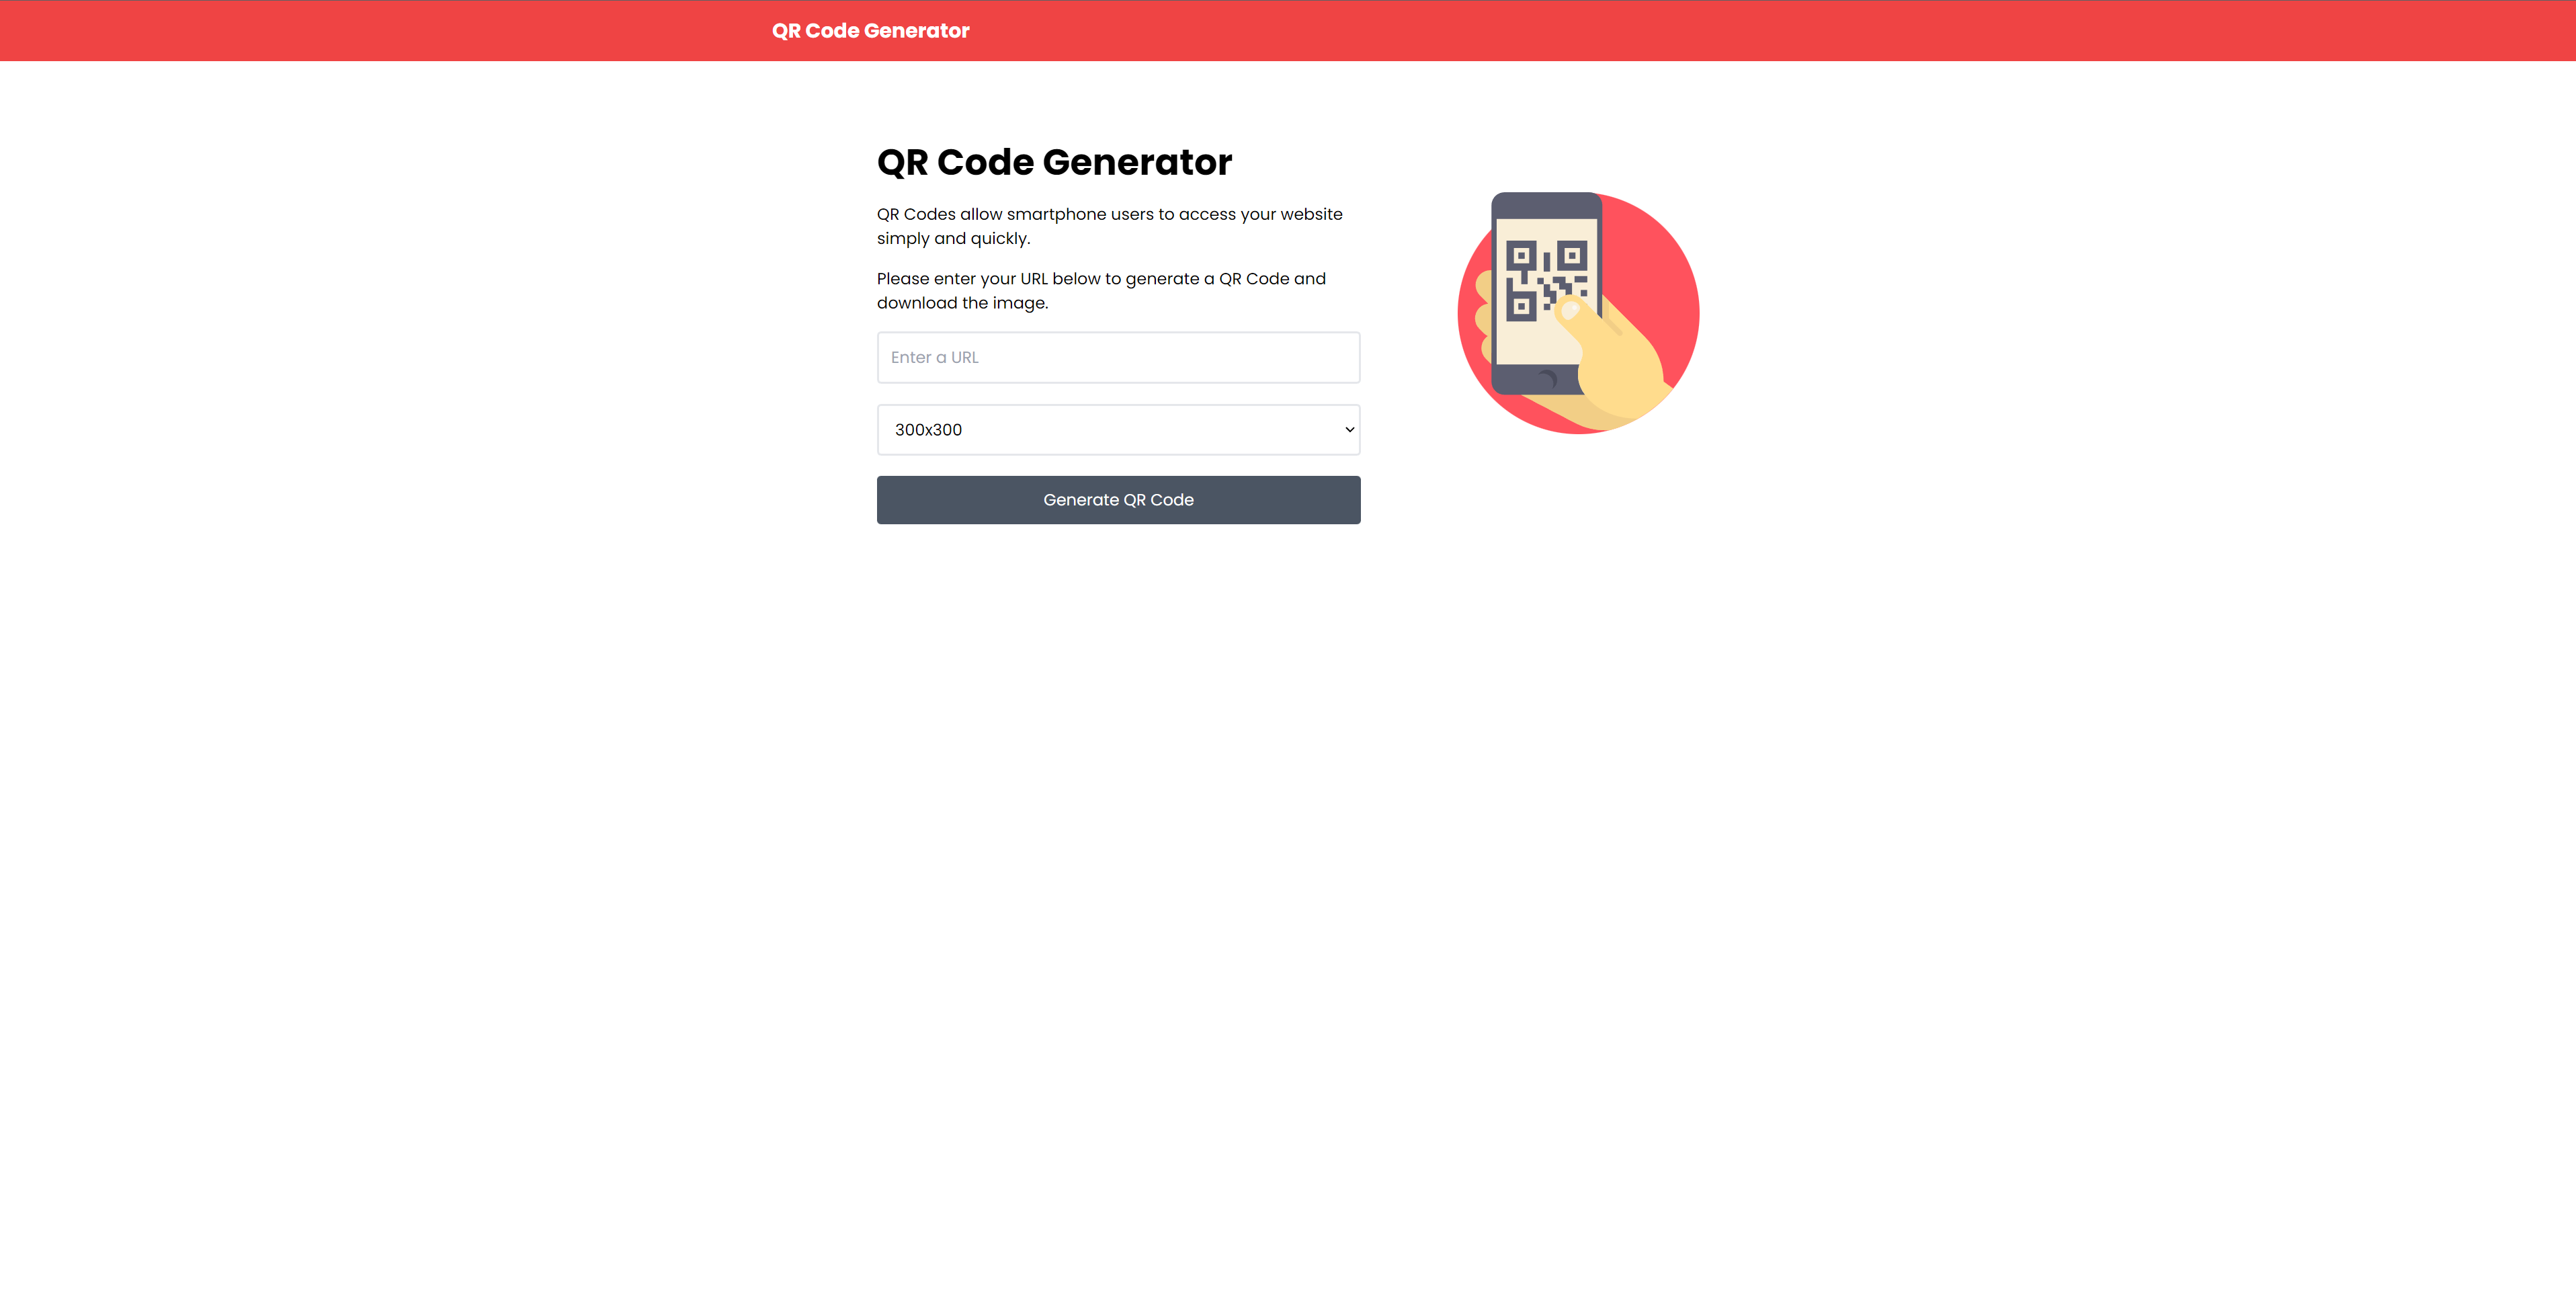 QR Code Generator
QR Code Generator
QR Codes allow smartphone users to access your website
simply and quickly.
Please enter your URL below to generate a QR Code and
download the image.
Enter a URL
300x300
Generate QR Code